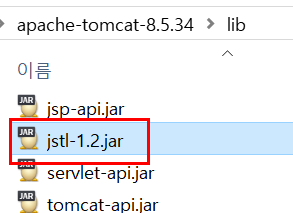 > apache-tomcat-8.5.34 > lib
이름
JAR jsp-api.jar
JAR jstl-1.2.jar
JAR servlet-api.jar
JAR tomcat-api.jar